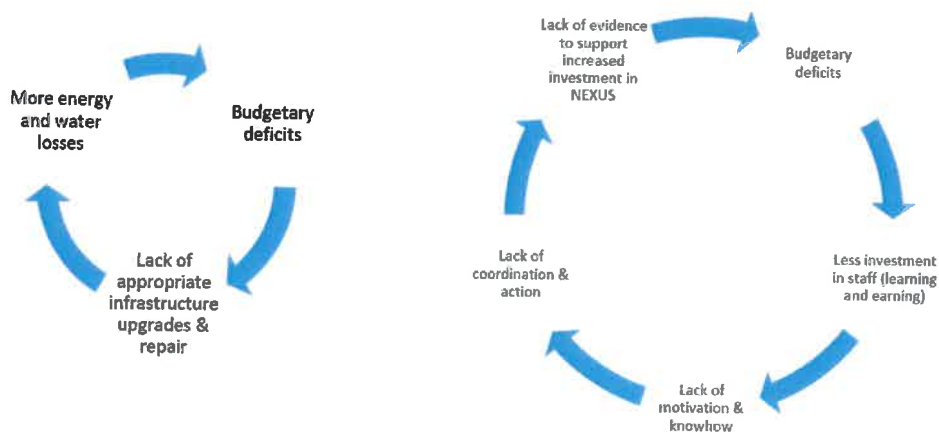 More energy
and water
losses
Budgetary
deficits
Lack of
appropriate
infrastructure
upgrades &
repair
Lack of evidence
to support
increased
investment in
NEXUS
Budgetary
deficits
Less investment
in staff (learning
and earning)
Lack of
motivation &
knowhow
Lack of
coordination &
action